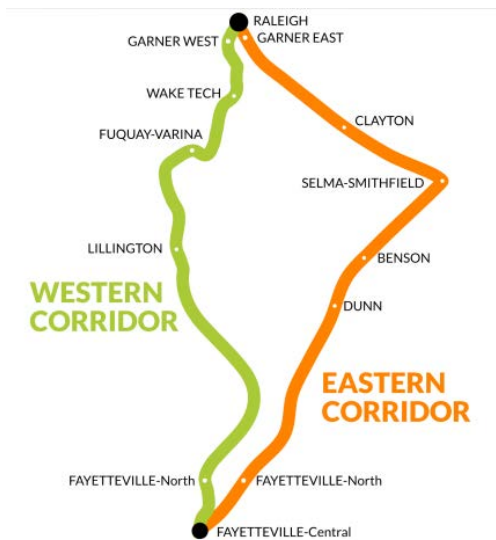 RALEIGH
GARNER WEST
GARNER EAST
WAKE TECH
CLAYTON
FUQUAY-VARINA
SELMA-SMITHFIELD
LILLINGTON
BENSON
WESTERN
CORRIDOR
DUNN
EASTERN
CORRIDOR
FAYETTEVILLE-North
FAYETTEVILLE-North
FAYETTEVILLE-Central